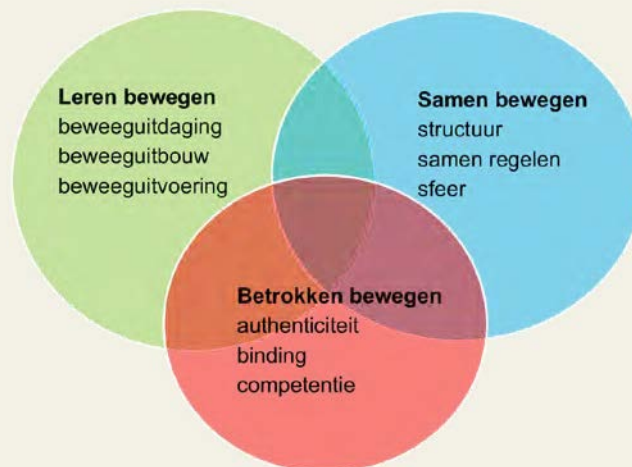 Leren bewegen
beweeguitdaging
beweeguitbouw
beweeguitvoering
Samen bewegen
structuur
samen regelen
sfeer
Betrokken bewegen
authenticiteit
binding
competentie